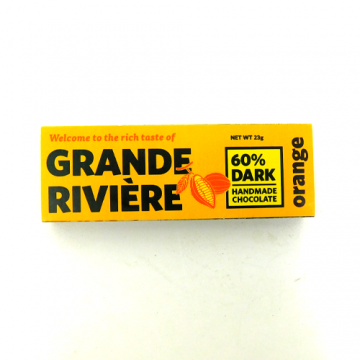 Welcome to the rich taste of
GRANDE
RIVIÈRE
NET WT 23g
60%
DARK
HANDMADE
CHOCOLATE
orange